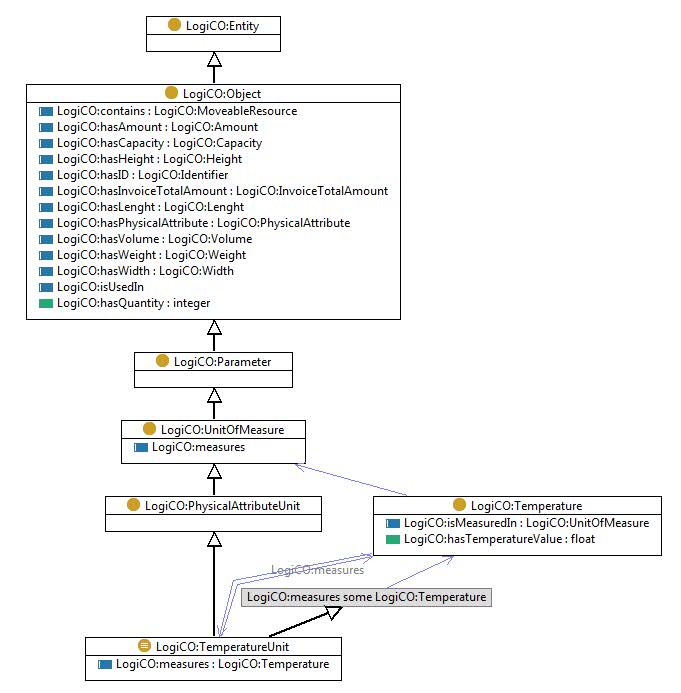 LogiCO:Entity
LogiCO:Object
LogiCO:contains : LogiCO:MoveableResource
LogiCO:hasAmount : LogiCO:Amount
LogiCO:hasCapacity : LogiCO:Capacity
LogiCO:hasHeight : LogiCO:Height
LogiCO:hasID : LogiCO:Identifier
LogiCO:hasInvoiceTotalAmount : LogiCO:InvoiceTotalAmount
LogiCO:hasLenght : LogiCO:Lenght
LogiCO:hasPhysicalAttribute : LogiCO:PhysicalAttribute
LogiCO:hasVolume : LogiCO:Volume
LogiCO:hasWeight : LogiCO:Weight
LogiCO:hasWidth : LogiCO:Width
LogiCO:isUsedIn
LogiCO:hasQuantity : integer
LogiCO:Parameter
LogiCO:UnitOfMeasure
LogiCO:measures
LogiCO:PhysicalAttributeUnit
LogiCO:Temperature
LogiCO:isMeasuredIn : LogiCO:UnitOfMeasure
LogiCO:hasTemperatureValue : float
LogiCO:measures
LogiCO:measures some LogiCO:Temperature
LogiCO:TemperatureUnit
LogiCO:measures : LogiCO:Temperature